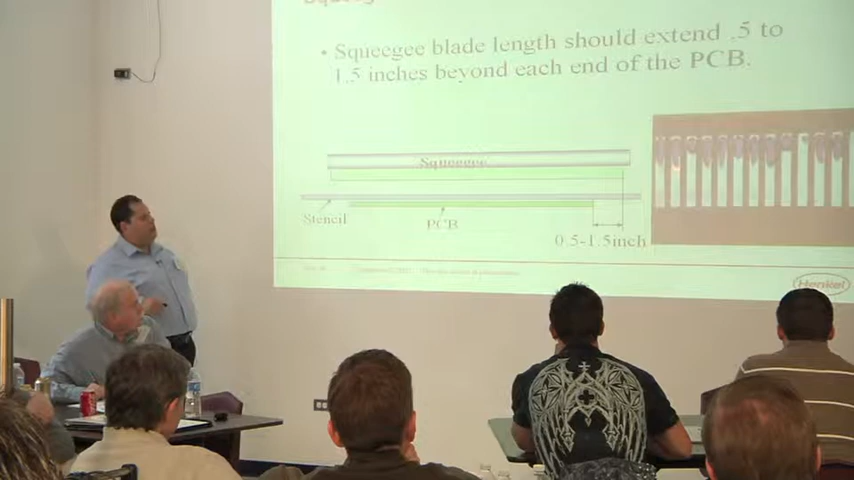 • Squeegee blade length should extend .5 to
1.5 inches beyond each end of the PCB.
Squeegee
Stencil
PCB
0.5-1.5inch
Henkel